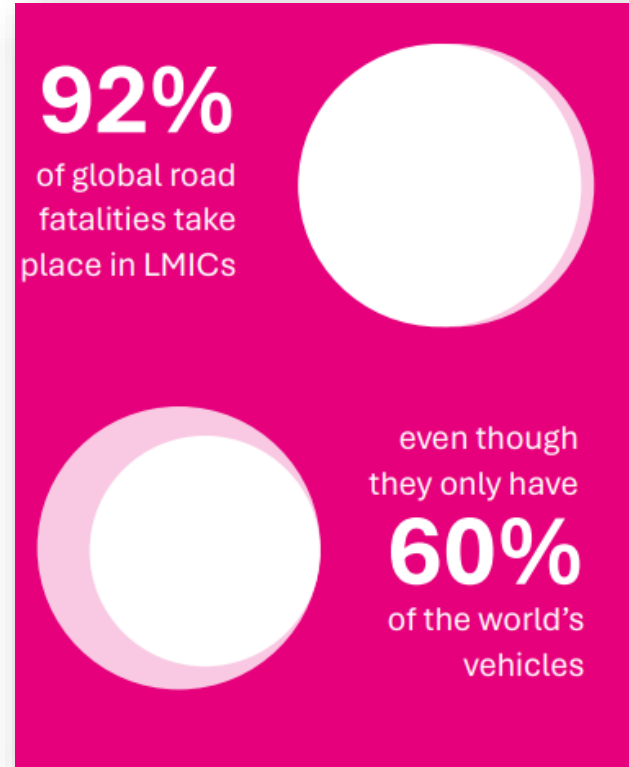 92%
of global road
fatalities take
place in LMICs
even though
they only have
60%
of the world’s
vehicles